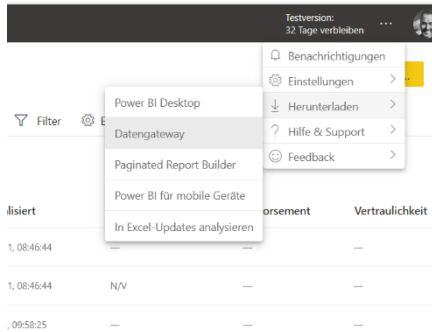 Testversion:
32 Tage verbleiben
Benachrichtigungen
Einstellungen
Herunterladen
Hilfe & Support
Feedback
Power BI Desktop
Datengateway
Paginated Report Builder
Power BI für mobile Geräte
In Excel-Updates analysieren
Filter
lisiert
orsement
Vertraulichkeit
1, 08:46:44
—
—
—
1, 08:46:44
N/V
—
—
, 09:58:25
—
—
—